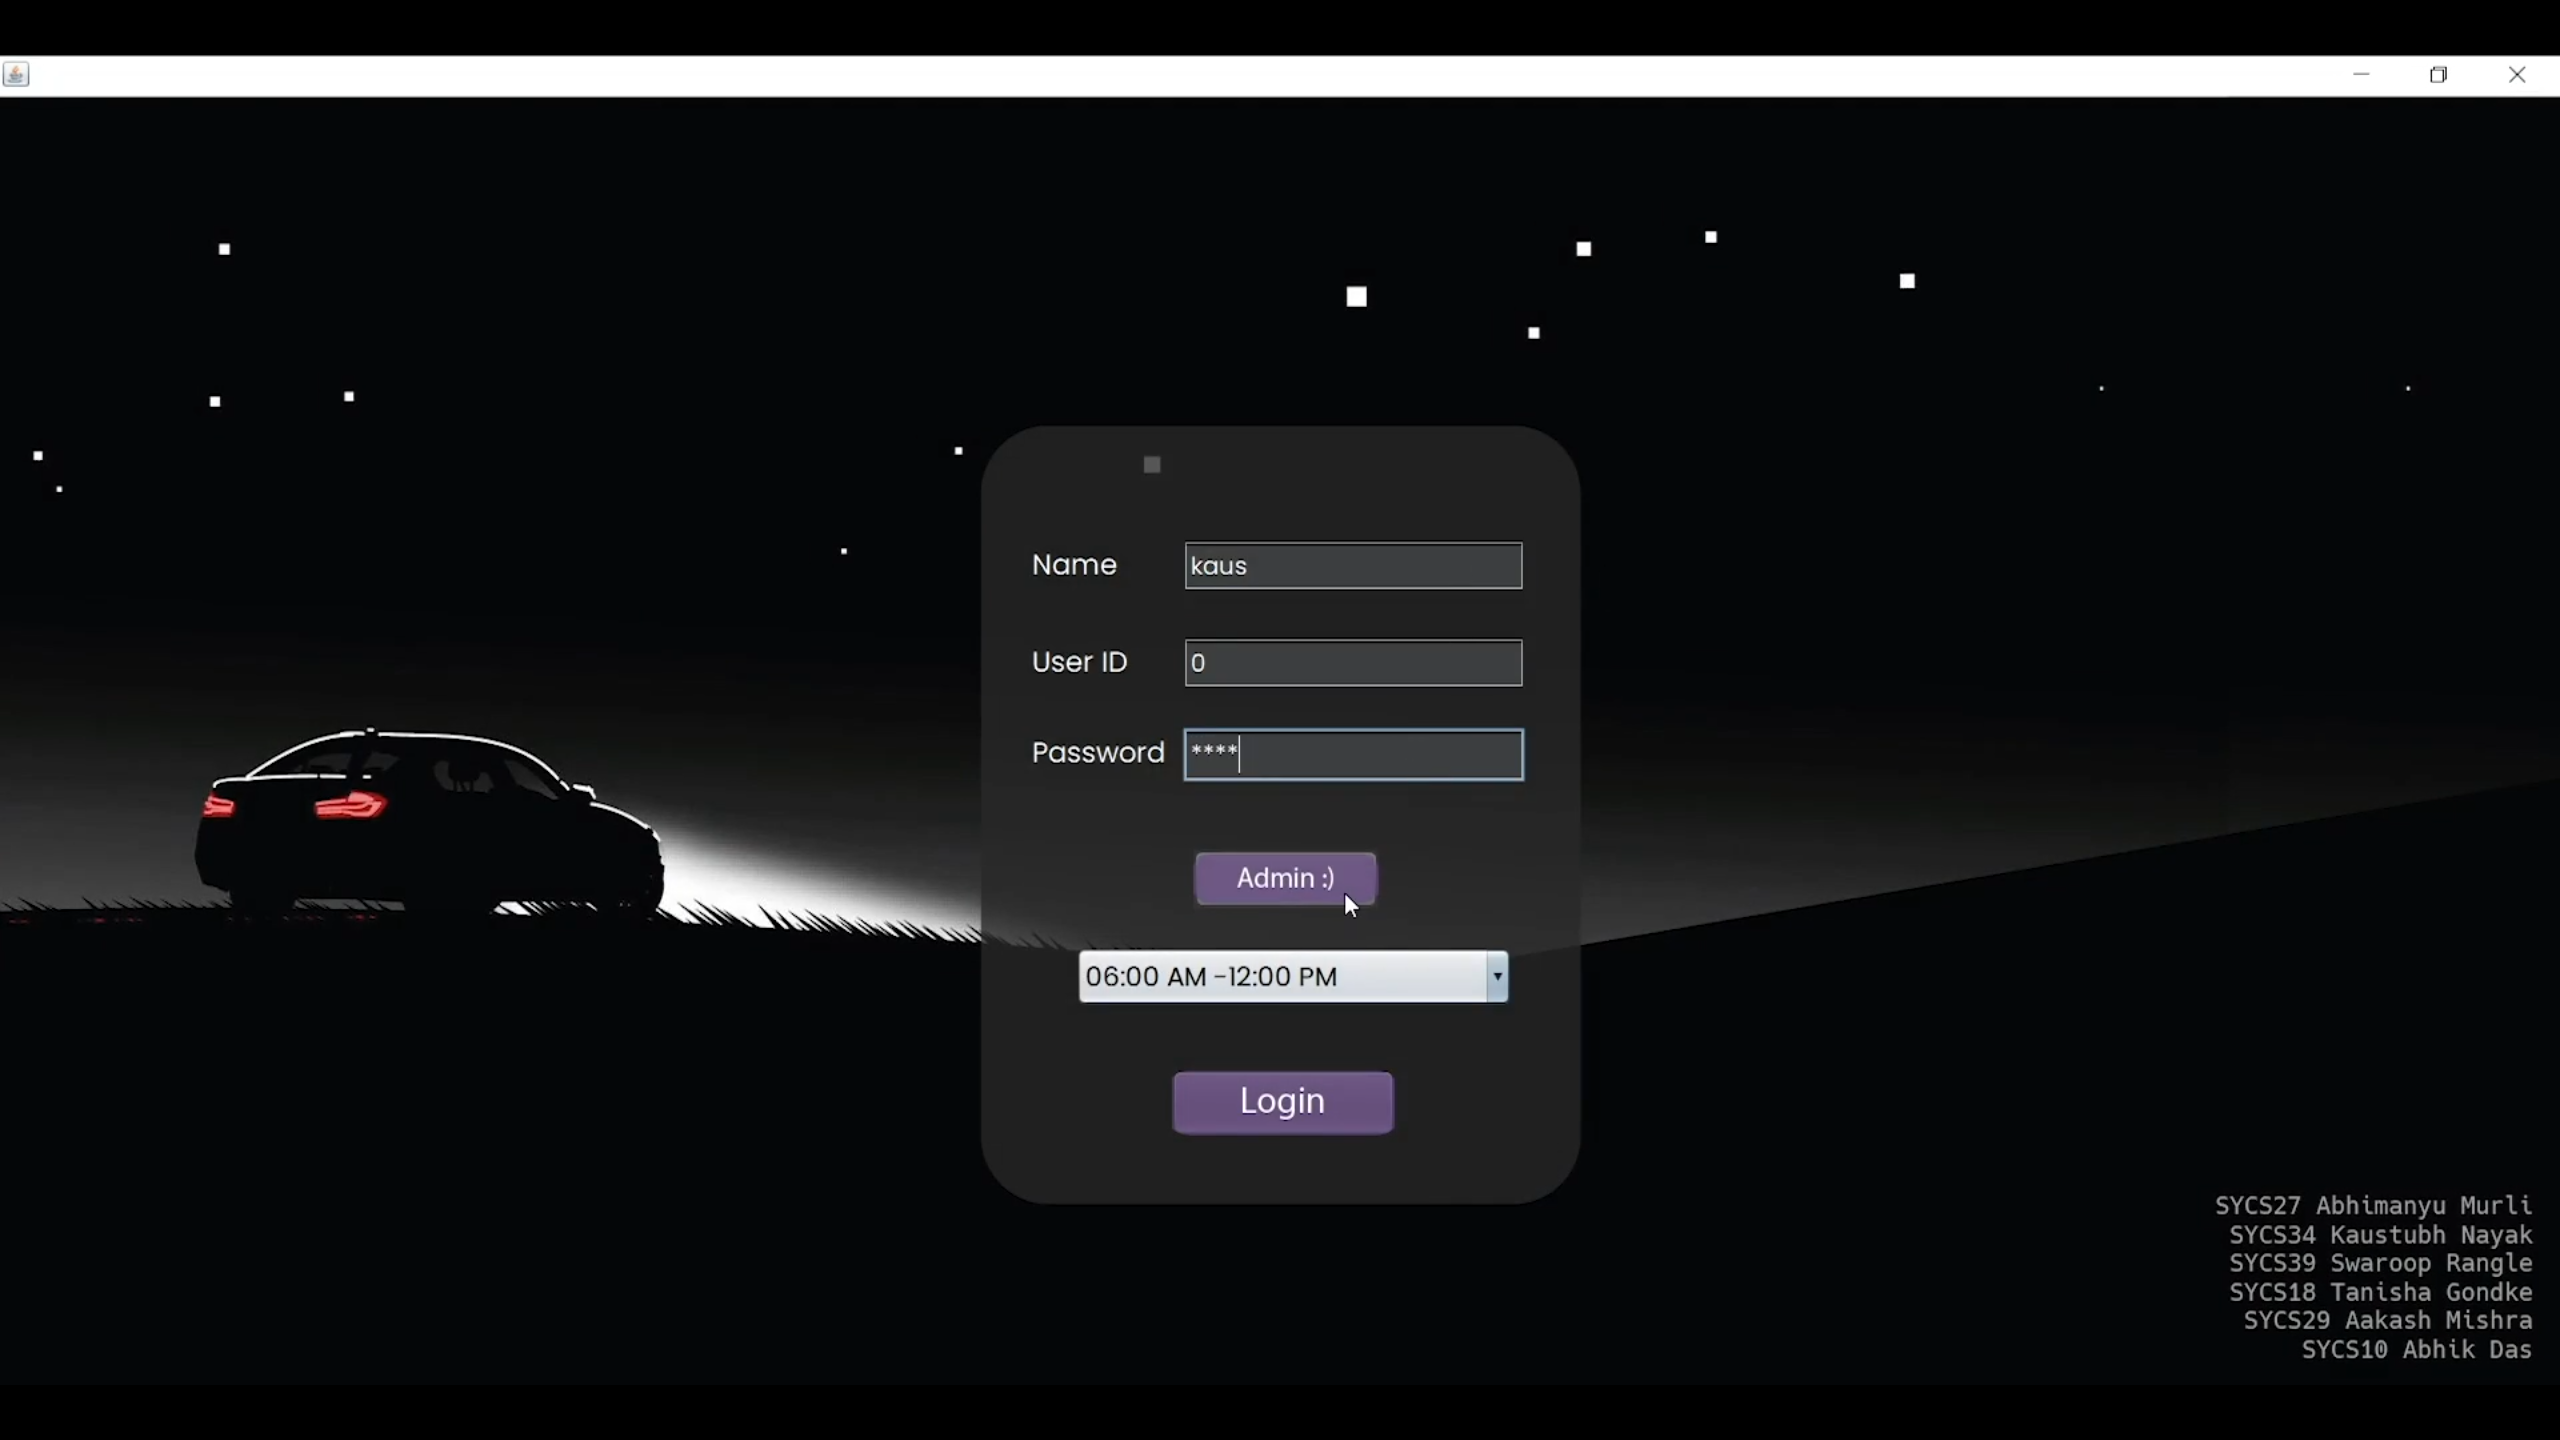 Name
kaus
User ID
0
Password
****
Admin :)
06:00 AM -12:00 PM
Login
SYCS27 Abhimanyu Murli
SYCS34 Kaustubh Nayak
SYCS39 Swaroop Rangle
SYCS18 Tanisha Gondke
SYCS29 Aakash Mishra
SYCS10 Abhik Das